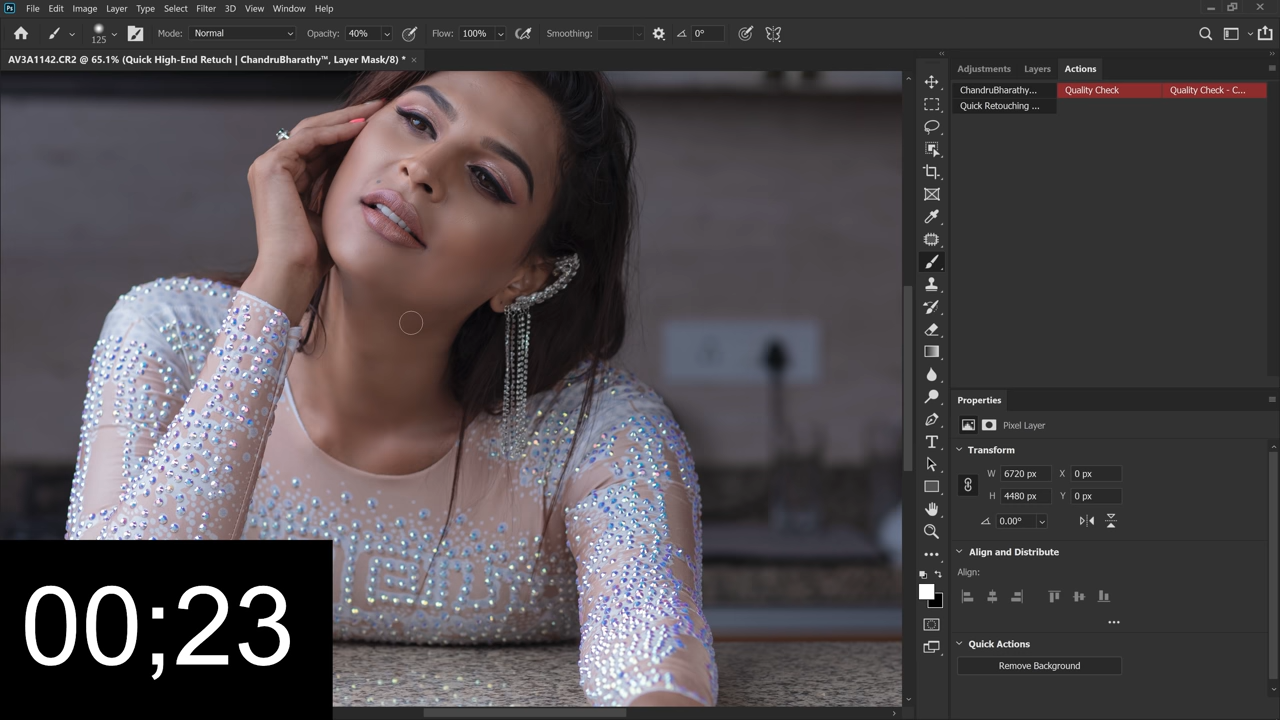 Ps File Edit Image Layer Type Select Filter 3D View Window Help
125 Mode: Normal Opacity: 40% Flow: 100% Smoothing: 0°
AV3A1142.CR2 @ 65.1% (Quick High-End Retuch | ChandruBharathy™, Layer Mask/8) * ×
Adjustments Layers Actions
ChandruBharathy... Quality Check Quality Check - C...
Quick Retouching ...
Properties
Pixel Layer
Transform
W 6720 px X 0 px
H 4480 px Y 0 px
0.00°
Align and Distribute
Align:
Quick Actions
Remove Background
00;23